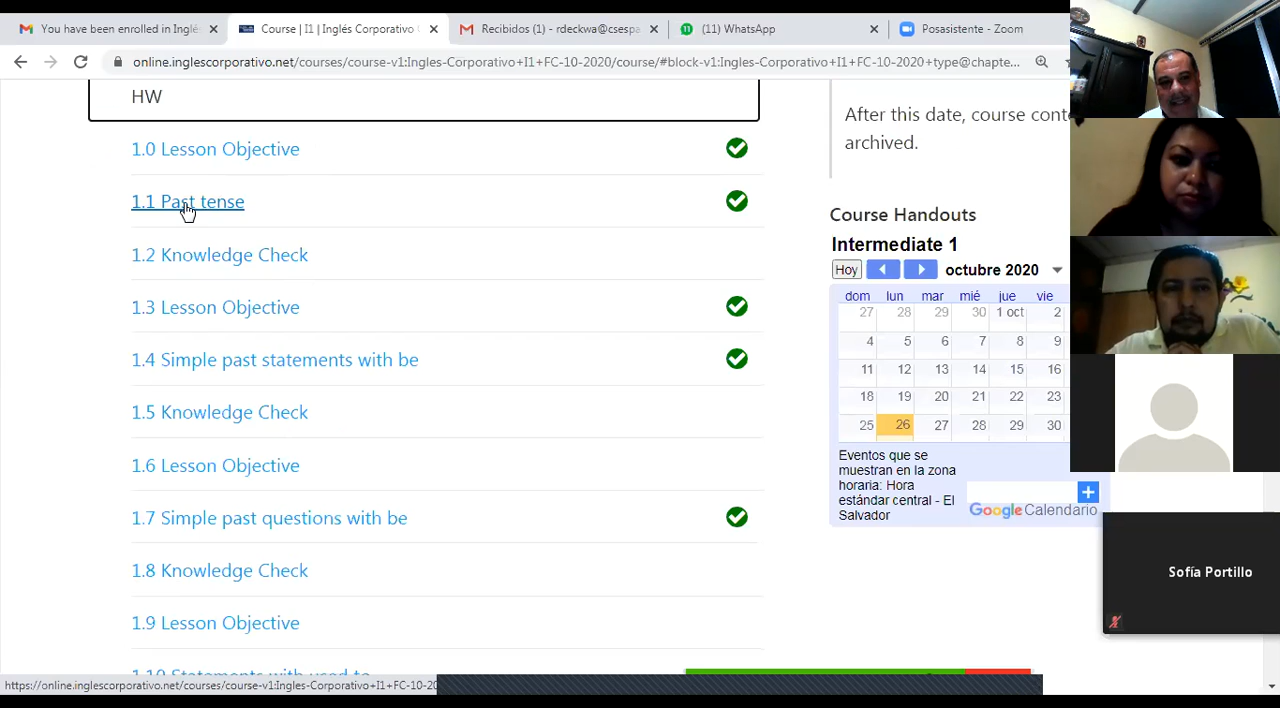 You have been enrolled in Inglé
Course | I1 | Inglés Corporativo
Recibidos (1) - rdeckwa@csespa
(11) WhatsApp
Posasistente - Zoom
online.inglescorporativo.net/courses/course-v1:Ingles-Corporativo+I1+FC-10-2020/course/#block-v1:Ingles-Corporativo+I1+FC-10-2020+type@chapte...
HW
1.0 Lesson Objective
1.1 Past tense
1.2 Knowledge Check
1.3 Lesson Objective
1.4 Simple past statements with be
1.5 Knowledge Check
1.6 Lesson Objective
1.7 Simple past questions with be
1.8 Knowledge Check
1.9 Lesson Objective
1.10 Statements with used to
After this date, course conte
archived.
Course Handouts
Intermediate 1
Hoy octubre 2020
dom lun mar mié jue vie
27 28 29 30 1 oct 2
4 5 6 7 8 9
11 12 13 14 15 16
18 19 20 21 22 23
25 26 27 28 29 30
Eventos que se
muestran en la zona
horaria: Hora
estándar central - El
Salvador
Google Calendario
Sofía Portillo
https://online.inglescorporativo.net/courses/course-v1:Ingles-Corporativo+I1+FC-10-20